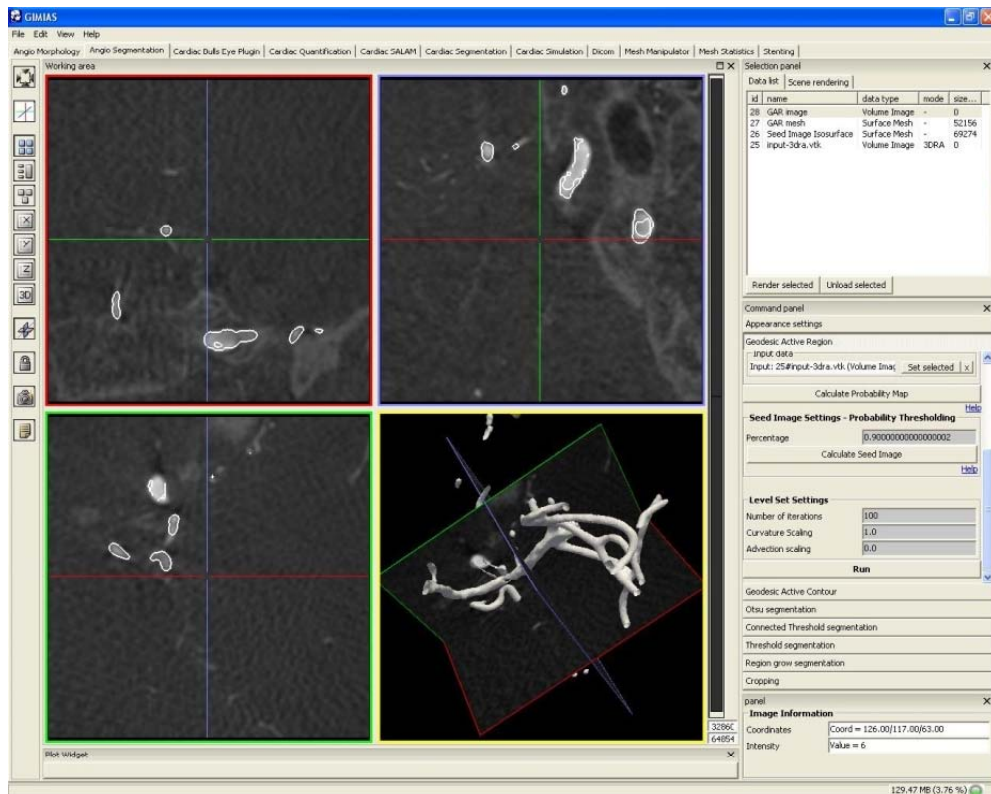 GIMIAS
File Edit View Help
Angio Morphology Angio Segmentation Cardiac Bulls Eye Plugin Cardiac Quantification Cardiac SALAM Cardiac Segmentation Cardiac Simulation Dicom Mesh Manipulator Mesh Statistics Stenting
Working area
Selection panel
Data list Scene rendering
id name data type mode size...
28 GAR image Volume Image - 0
27 GAR mesh Surface Mesh - 52156
26 Seed Image Isosurface Surface Mesh - 69274
25 input-3dra.vtk Volume Image 3DRA 0
Render selected Unload selected
Command panel
Appearance settings
Geodesic Active Region
Input data
Input: 25#input-3dra.vtk (Volume Imag Set selected x
Calculate Probability Map
Help
Seed Image Settings - Probability Thresholding
Percentage 0.90000000000000002
Calculate Seed Image
Help
Level Set Settings
Number of iterations 100
Curvature Scaling 1.0
Advection scaling 0.0
Run
Geodesic Active Contour
Otsu segmentation
Connected Threshold segmentation
Threshold segmentation
Region grow segmentation
Cropping
panel
Image Information
Coordinates Coord = 126.00/117.00/63.00
Intensity Value = 6
X
Y
Z
3D
64854
Plot Widget
129.47 MB (3.76 %)